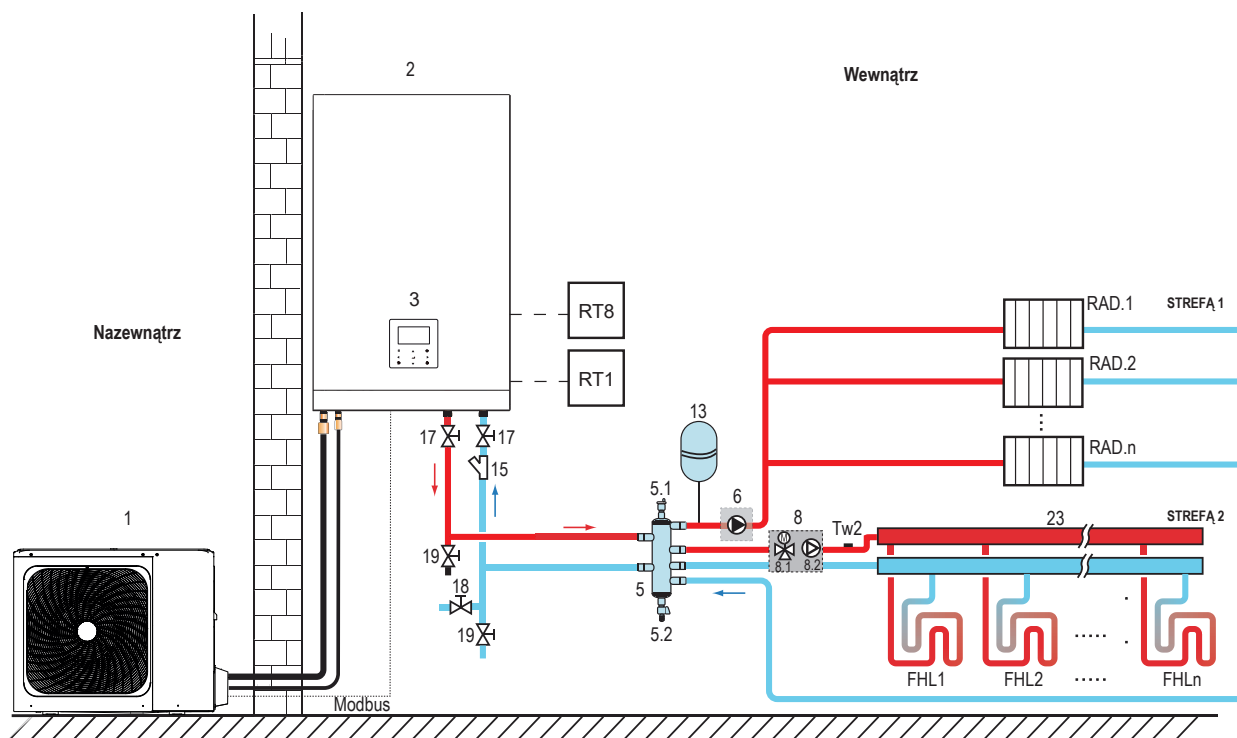 2
Wewnątrz
3
RT8
RT1
Nazewnątrz
RAD.1
STREFĄ 1
RAD.2
RAD.n
13
17
17
15
5.1
6
8
Tw2
23
STREFĄ 2
1
19
8.1
8.2
18
5
19
5.2
FHL1
FHL2
FHLn
Modbus
M